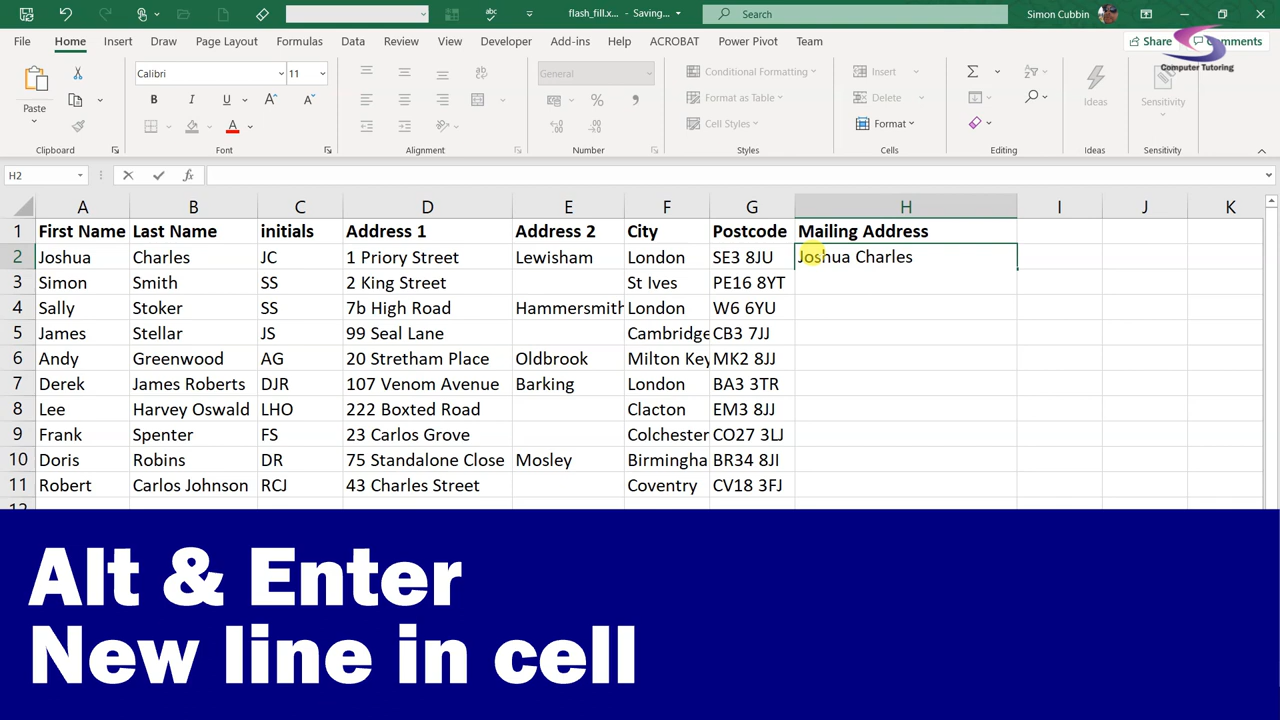 flash_fill.x... - Saving...
Search
Simon Cubbin
File Home Insert Draw Page Layout Formulas Data Review View Developer Add-ins Help ACROBAT Power Pivot Team
Share Comments
Computer Tutoring
Paste
Calibri 11
B I U A A
A
General
% ,
Conditional Formatting
Format as Table
Cell Styles
Insert
Delete
Format
Ideas
Sensitivity
Clipboard Font Alignment Number Styles Cells Editing Ideas Sensitivity
H2 fx
A B C D E F G H I J K
1 First Name Last Name initials Address 1 Address 2 City Postcode Mailing Address
2 Joshua Charles JC 1 Priory Street Lewisham London SE3 8JU Joshua Charles
3 Simon Smith SS 2 King Street St Ives PE16 8YT
4 Sally Stoker SS 7b High Road Hammersmith London W6 6YU
5 James Stellar JS 99 Seal Lane Cambridge CB3 7JJ
6 Andy Greenwood AG 20 Stretham Place Oldbrook Milton Key MK2 8JJ
7 Derek James Roberts DJR 107 Venom Avenue Barking London BA3 3TR
8 Lee Harvey Oswald LHO 222 Boxted Road Clacton EM3 8JJ
9 Frank Spenter FS 23 Carlos Grove Colchester CO27 3LJ
10 Doris Robins DR 75 Standalone Close Mosley Birmingha BR34 8JI
11 Robert Carlos Johnson RCJ 43 Charles Street Coventry CV18 3FJ
Alt & Enter
New line in cell